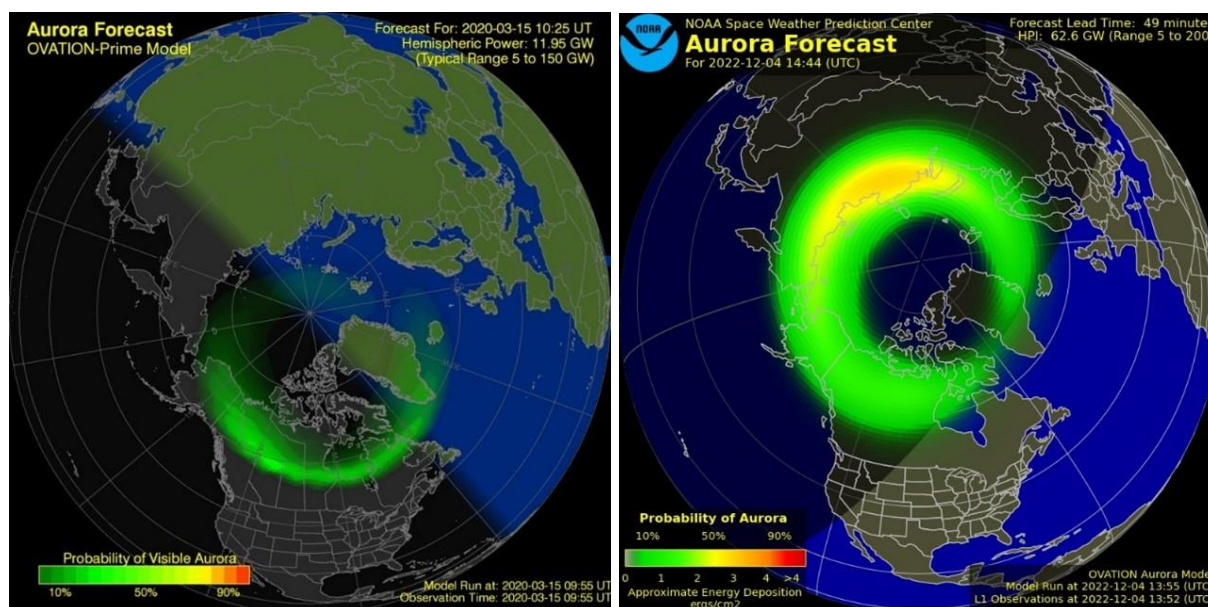 Aurora Forecast
OVATION-Prime Model
Forecast For: 2020-03-15 10:25 UT
Hemispheric Power: 11.95 GW
(Typical Range 5 to 150 GW)
Probability of Visible Aurora
10% 50% 90%
Model Run at: 2020-03-15 09:55 UT
Observation Time: 2020-03-15 09:55 UT
NOAA
NOAA Space Weather Prediction Center
Aurora Forecast
For 2022-12-04 14:44 (UTC)
Forecast Lead Time: 49 minute
HPI: 62.6 GW (Range 5 to 200
Probability of Aurora
10% 50% 90%
0 1 2 3 4 >4
Approximate Energy Deposition
ergs/cm2
OVATION Aurora Mode
Model Run at 2022-12-04 13:55 (UTC)
L1 Observations at 2022-12-04 13:52 (UTC)